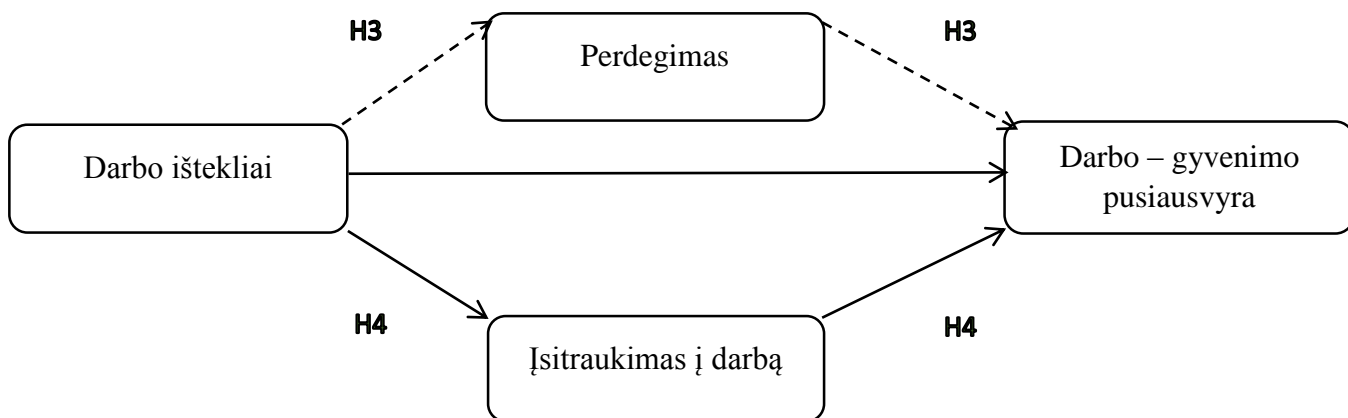 H3
Perdegimas
H3
Darbo ištekliai
Darbo – gyvenimo
pusiausvyra
H4
Įsitraukimas į darbą
H4